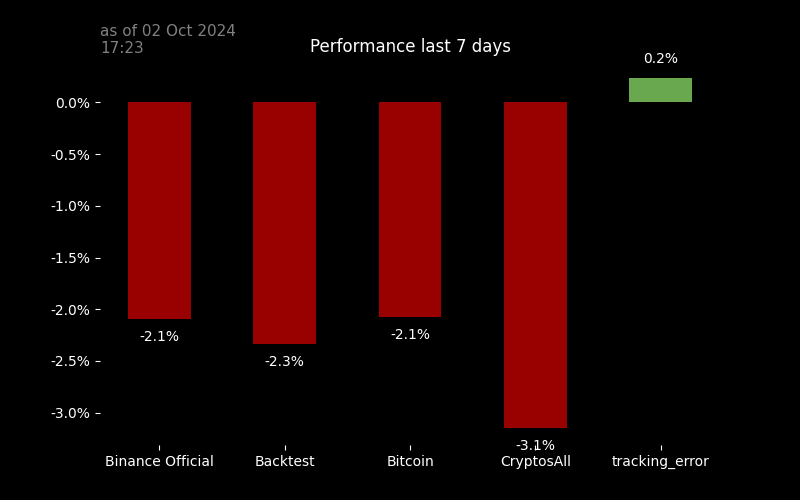 as of 02 Oct 2024
17:23
Performance last 7 days
0.2%
0.0%
-0.5%
-1.0%
-1.5%
-2.0%
-2.5%
-3.0%
-2.1%
-2.3%
-2.1%
-3.1%
Binance Official
Backtest
Bitcoin
CryptosAll
tracking_error